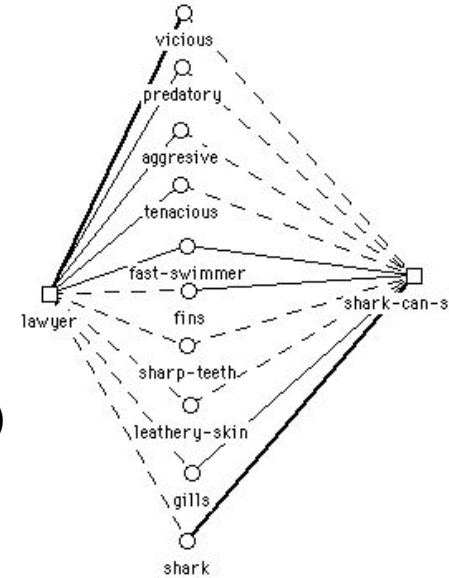 vicious
predatory
aggresive
tenacious
fast-swimmer
lawyer
fins
shark-can-s
sharp-teeth
leathery-skin
gills
shark
)